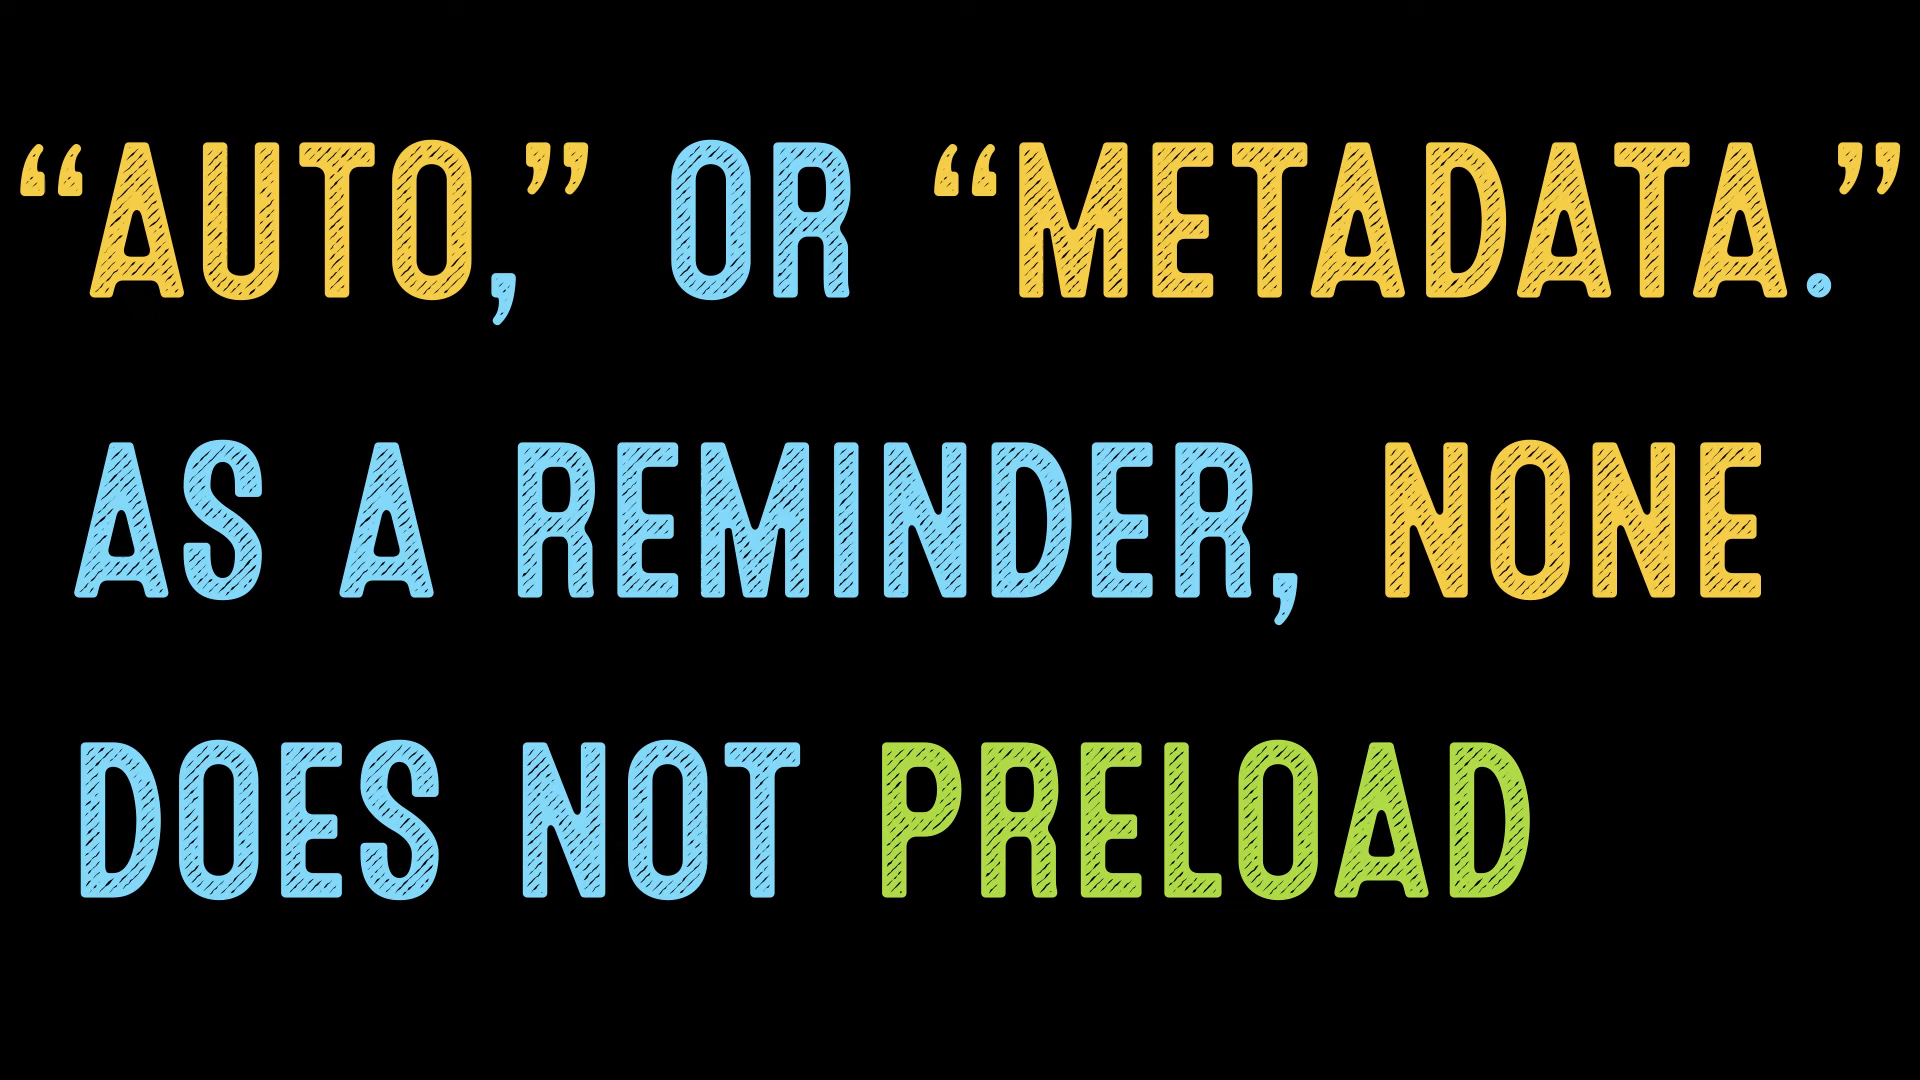 “AUTO,” OR “METADATA.”
AS A REMINDER, NONE
DOES NOT PRELOAD